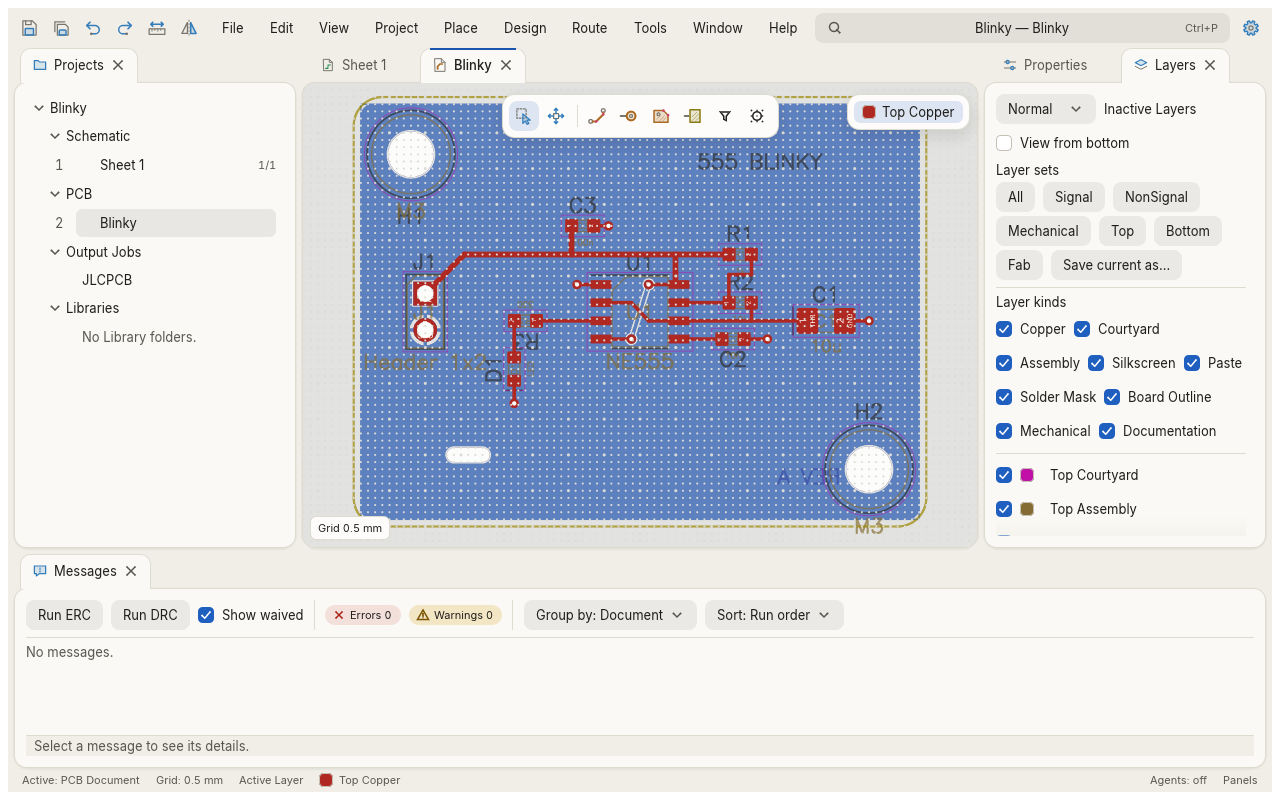 File Edit View Project Place Design Route Tools Window Help Blinky — Blinky Ctrl+P
Projects
Sheet 1 Blinky
Properties Layers
Blinky
Schematic
1 Sheet 1 1/1
PCB
2 Blinky
Output Jobs
JLCPCB
Libraries
No Library folders.
Top Copper
555 BLINKY
H1
C3
R1
J1
U1
R2
C1
R3
10u
Header 1x2
D1
NE555
C2
H2
M3
Grid 0.5 mm
Normal Inactive Layers
View from bottom
Layer sets
All Signal NonSignal
Mechanical Top Bottom
Fab Save current as...
Layer kinds
Copper Courtyard
Assembly Silkscreen Paste
Solder Mask Board Outline
Mechanical Documentation
Top Courtyard
Top Assembly
Messages
Run ERC Run DRC Show waived Errors 0 Warnings 0 Group by: Document Sort: Run order
No messages.
Select a message to see its details.
Active: PCB Document Grid: 0.5 mm Active Layer Top Copper Agents: off Panels